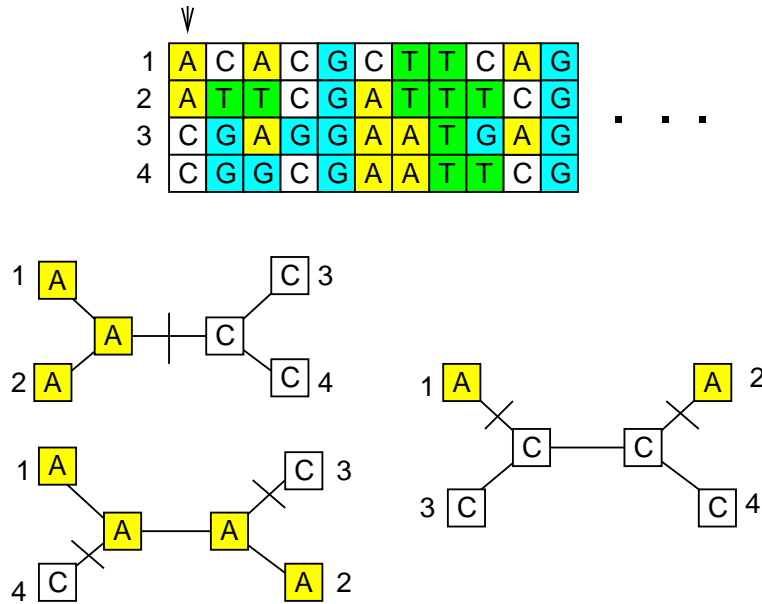 1 A C A C G C T T C A G
2 A T T C G A T T T C G
3 C G A G G A A T G A G
4 C G G C G A A T T C G
. . .
1 A C 3
A C
2 A C 4
1 A A 2
C C
3 C C 4
1 A C 3
A A
4 C A 2